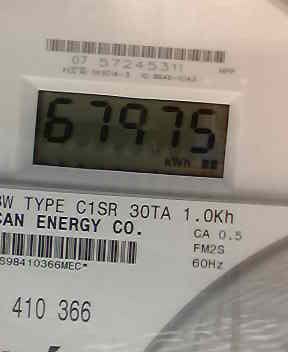 07 57245311
67975
kWh
3W TYPE C1SR 30TA 1.0Kh
CAN ENERGY CO.
CA 0.5
FM2S
60Hz
S98410366MEC*
410 366